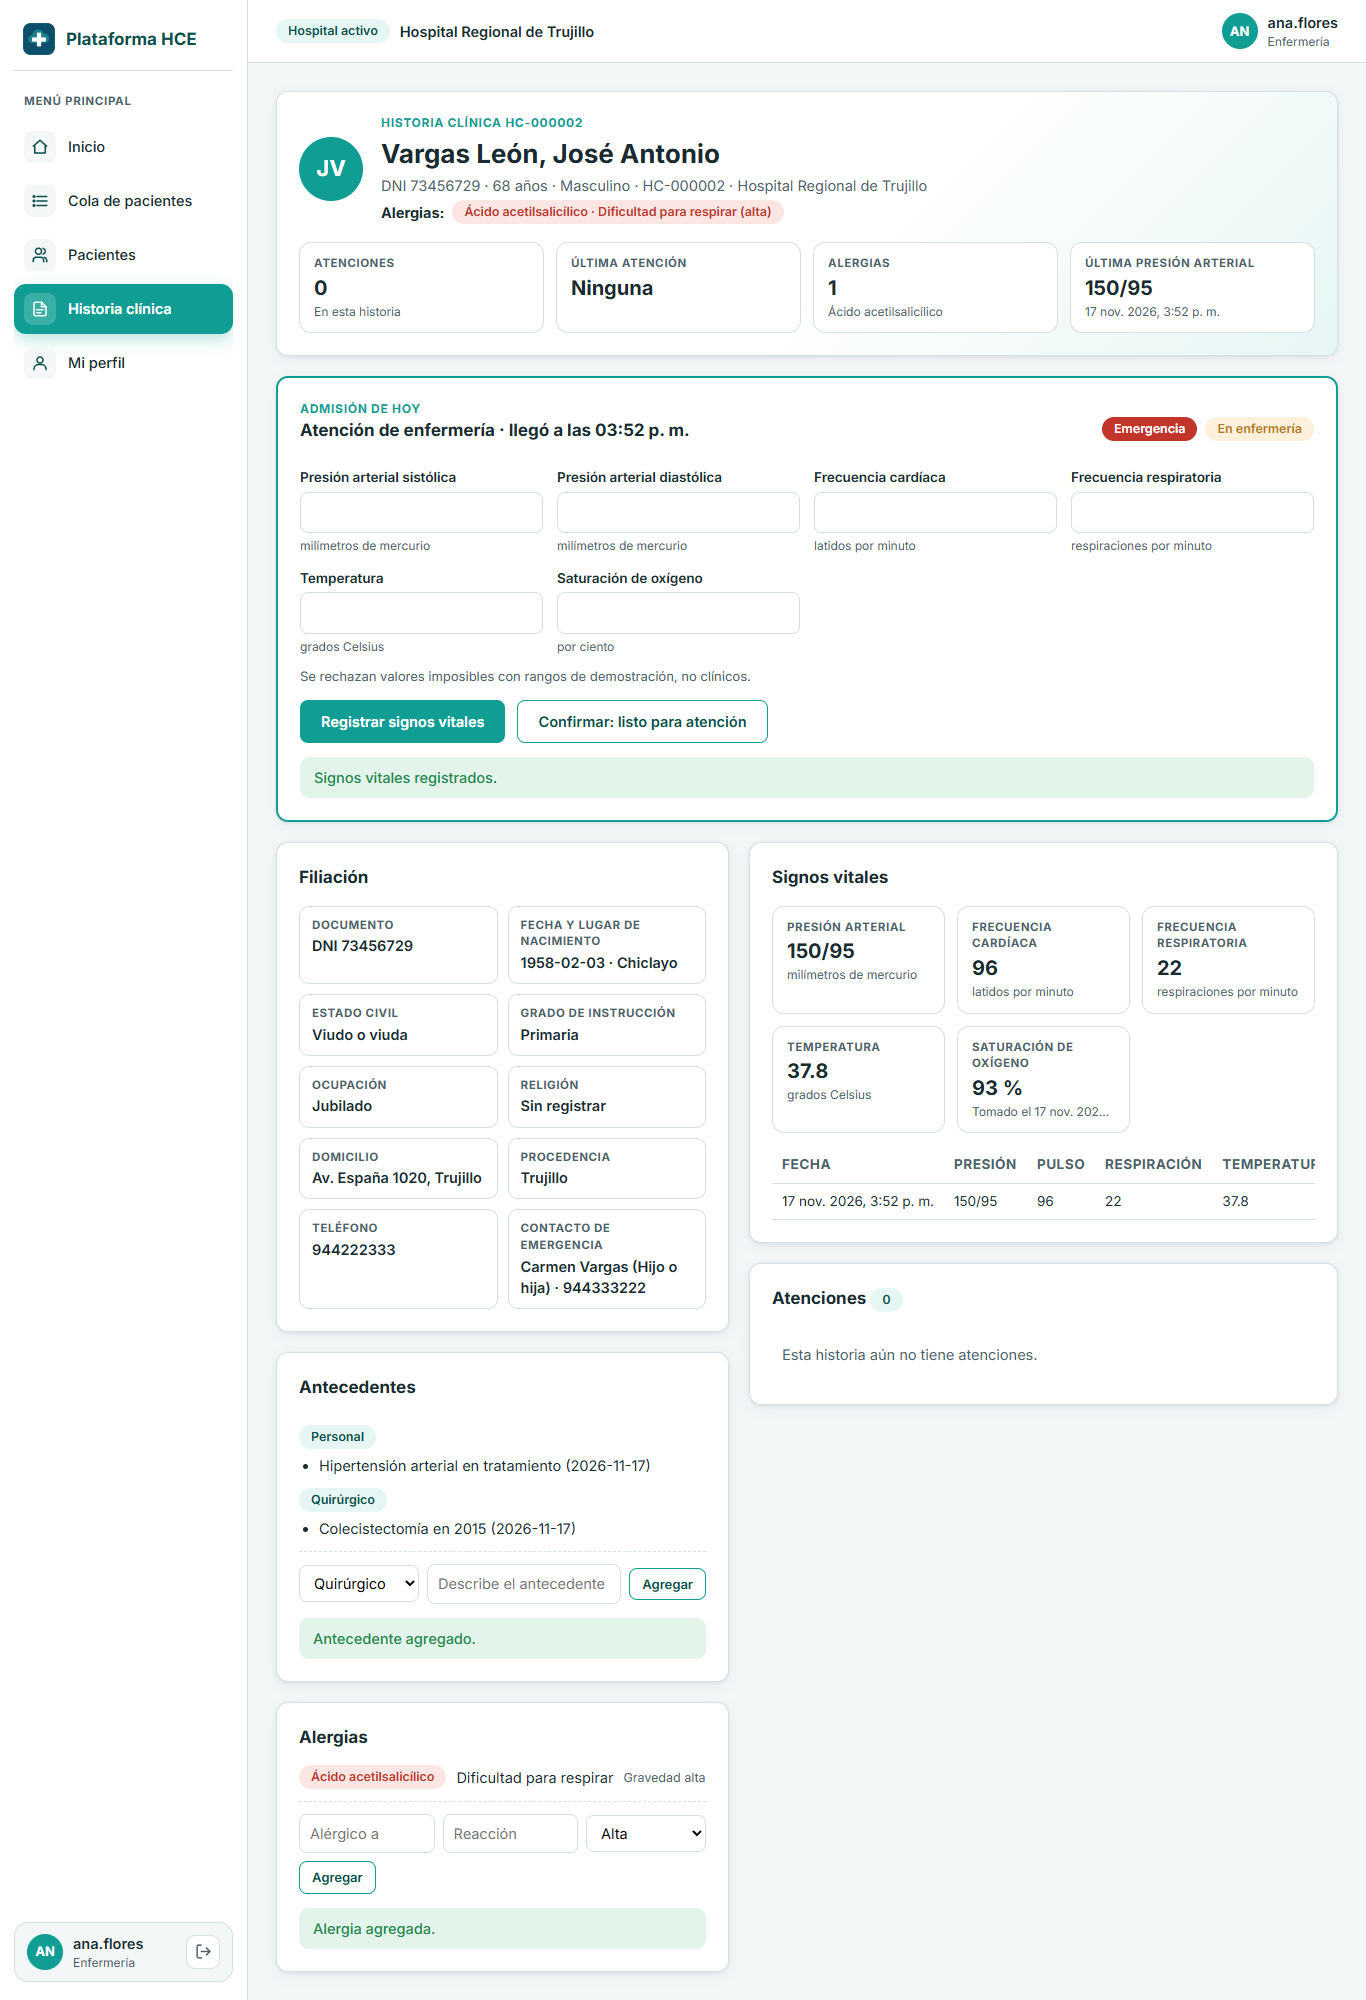 Plataforma HCE
MENÚ PRINCIPAL
Inicio
Cola de pacientes
Pacientes
Historia clínica
Mi perfil
AN
ana.flores
Enfermería
Hospital activo
Hospital Regional de Trujillo
AN
ana.flores
Enfermería
HISTORIA CLÍNICA HC-000002
JV
Vargas León, José Antonio
DNI 73456729 · 68 años · Masculino · HC-000002 · Hospital Regional de Trujillo
Alergias: Ácido acetilsalicílico · Dificultad para respirar (alta)
ATENCIONES
0
En esta historia
ÚLTIMA ATENCIÓN
Ninguna
ALERGIAS
1
Ácido acetilsalicílico
ÚLTIMA PRESIÓN ARTERIAL
150/95
17 nov. 2026, 3:52 p. m.
ADMISIÓN DE HOY
Atención de enfermería · llegó a las 03:52 p. m.
Emergencia
En enfermería
Presión arterial sistólica
milímetros de mercurio
Presión arterial diastólica
milímetros de mercurio
Frecuencia cardíaca
latidos por minuto
Frecuencia respiratoria
respiraciones por minuto
Temperatura
grados Celsius
Saturación de oxígeno
por ciento
Se rechazan valores imposibles con rangos de demostración, no clínicos.
Registrar signos vitales
Confirmar: listo para atención
Signos vitales registrados.
Filiación
DOCUMENTO
DNI 73456729
FECHA Y LUGAR DE
NACIMIENTO
1958-02-03 · Chiclayo
ESTADO CIVIL
Viudo o viuda
GRADO DE INSTRUCCIÓN
Primaria
OCUPACIÓN
Jubilado
RELIGIÓN
Sin registrar
DOMICILIO
Av. España 1020, Trujillo
PROCEDENCIA
Trujillo
TELÉFONO
944222333
CONTACTO DE
EMERGENCIA
Carmen Vargas (Hijo o
hija) · 944333222
Antecedentes
Personal
• Hipertensión arterial en tratamiento (2026-11-17)
Quirúrgico
• Colecistectomía en 2015 (2026-11-17)
Quirúrgico
Describe el antecedente
Agregar
Antecedente agregado.
Alergias
Ácido acetilsalicílico Dificultad para respirar Gravedad alta
Alérgico a
Reacción
Alta
Agregar
Alergia agregada.
Signos vitales
PRESIÓN ARTERIAL
150/95
milímetros de mercurio
FRECUENCIA
CARDÍACA
96
latidos por minuto
FRECUENCIA
RESPIRATORIA
22
respiraciones por minuto
TEMPERATURA
37.8
grados Celsius
SATURACIÓN DE
OXÍGENO
93 %
Tomado el 17 nov. 202...
FECHA PRESIÓN PULSO RESPIRACIÓN TEMPERATUR
17 nov. 2026, 3:52 p. m. 150/95 96 22 37.8
Atenciones 0
Esta historia aún no tiene atenciones.